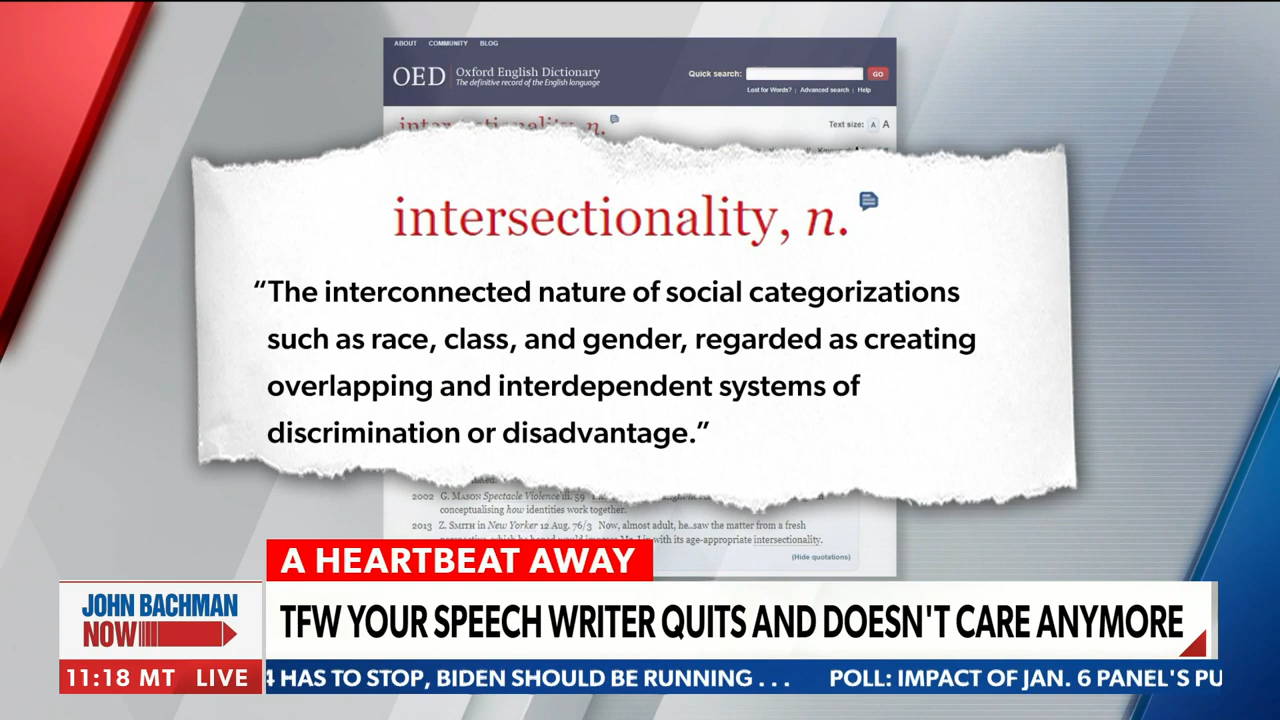 ABOUT COMMUNITY BLOG
OED Oxford English Dictionary
The definitive record of the English language
Quick search: GO
Lost for Words? | Advanced search | Help
Text size: A A
intersectionality, n.
“The interconnected nature of social categorizations
such as race, class, and gender, regarded as creating
overlapping and interdependent systems of
discrimination or disadvantage.”
2002 G. MASON Spectacle Violence iii. 59
conceptualising how identities work together.
2013 Z. SMITH in New Yorker 12 Aug. 76/3 Now, almost adult, he..saw the matter from a fresh
with its age-appropriate intersectionality.
(Hide quotations)
A HEARTBEAT AWAY
JOHN BACHMAN
NOW
TFW YOUR SPEECH WRITER QUITS AND DOESN'T CARE ANYMORE
11:18 MT LIVE
4 HAS TO STOP, BIDEN SHOULD BE RUNNING . . . POLL: IMPACT OF JAN. 6 PANEL'S PU